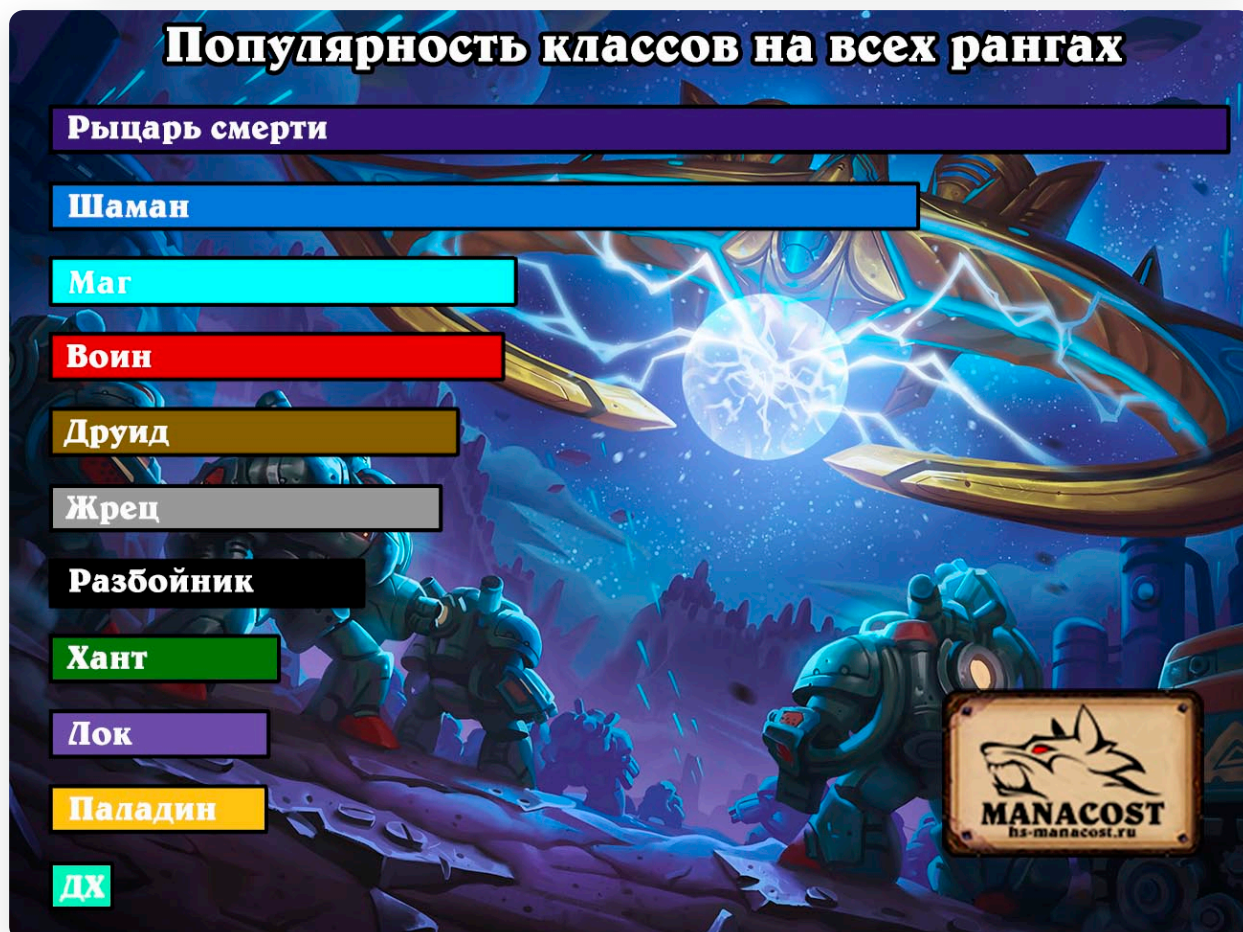 Популярность классов на всех рангах
Рыцарь смерти
Шаман
Маг
Воин
Друид
Жрец
Разбойник
Хант
Лок
Паладин
ДХ
MANACOST
hs-manacost.ru